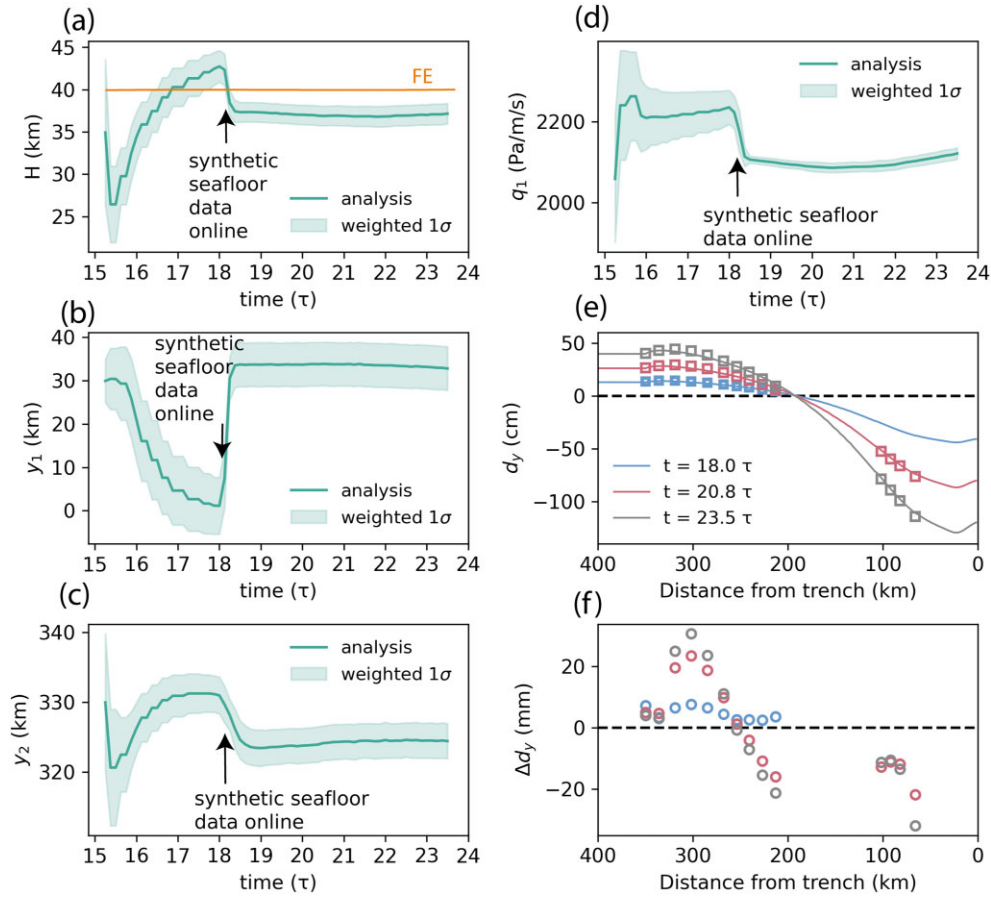 (a)
H (km)
45
40
35
30
25
FE
synthetic
seafloor
data
online
analysis
weighted 1σ
15 16 17 18 19 20 21 22 23 24
time (τ)
(b)
y₁ (km)
40
30
20
10
0
synthetic
seafloor
data
online
analysis
weighted 1σ
15 16 17 18 19 20 21 22 23 24
time (τ)
(c)
y₂ (km)
340
330
320
analysis
weighted 1σ
synthetic seafloor
data online
15 16 17 18 19 20 21 22 23 24
time (τ)
(d)
q₁ (Pa/m/s)
2200
2000
analysis
weighted 1σ
synthetic seafloor
data online
15 16 17 18 19 20 21 22 23 24
time (τ)
(e)
d_y (cm)
50
0
−50
−100
t = 18.0 τ
t = 20.8 τ
t = 23.5 τ
400 300 200 100 0
Distance from trench (km)
(f)
Δd_y (mm)
20
0
−20
400 300 200 100 0
Distance from trench (km)